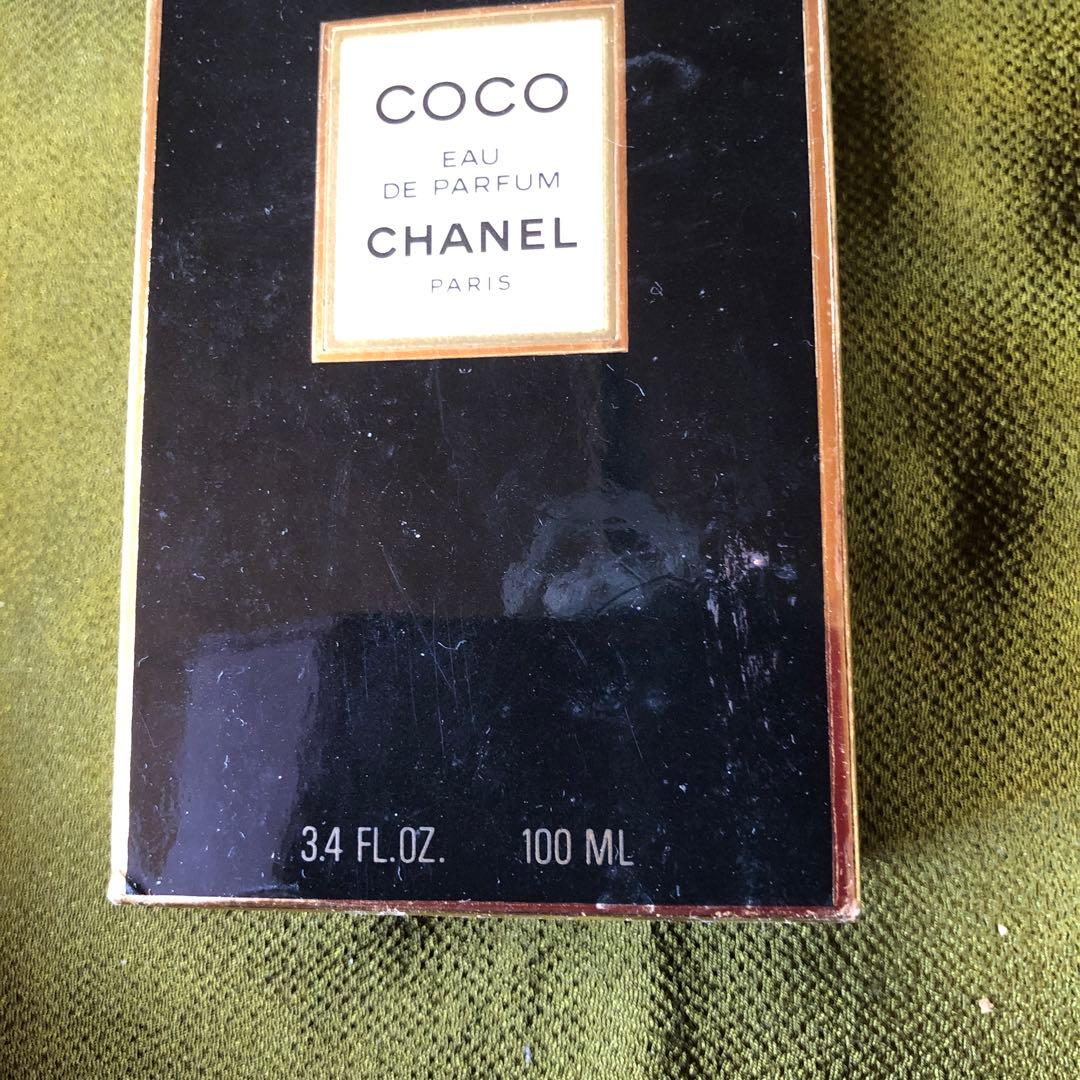 COCO
EAU
DE PARFUM
CHANEL
PARIS
3.4 FL.OZ. 100 ML